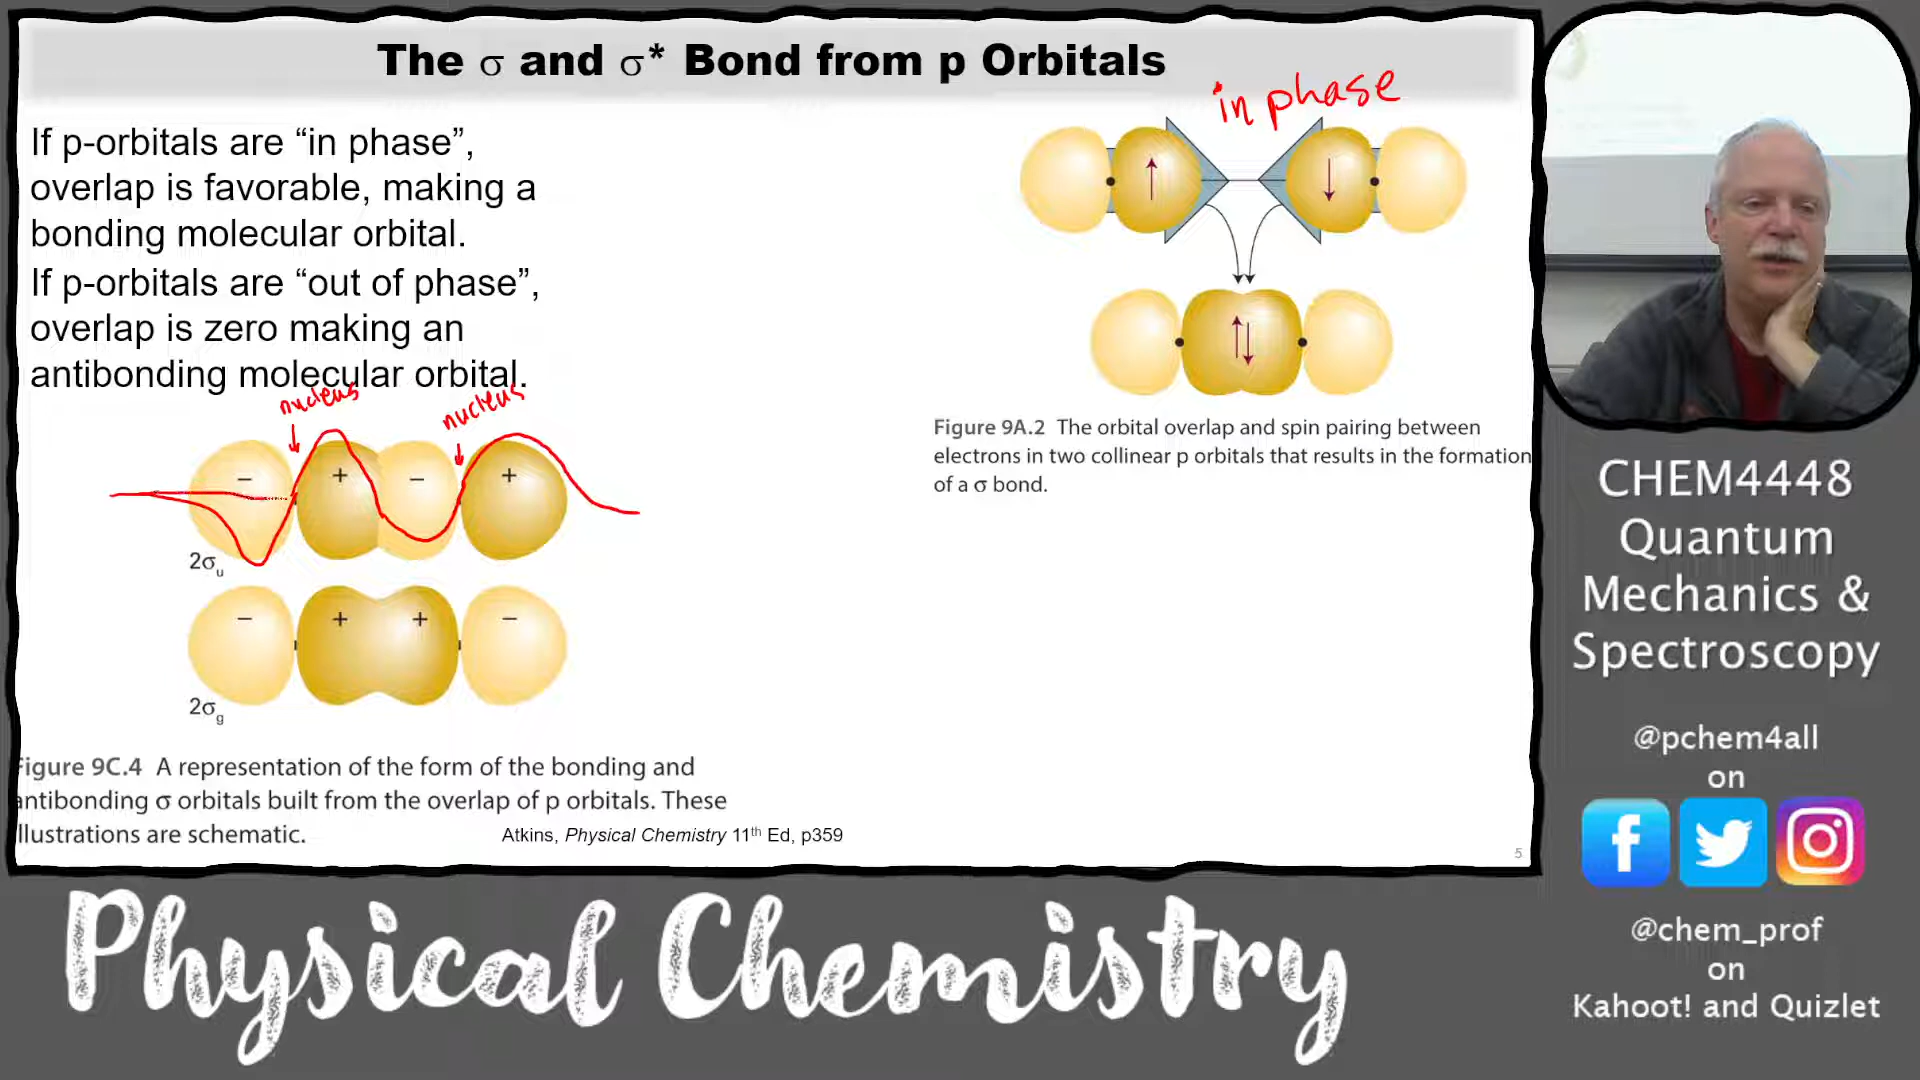 The σ and σ* Bond from p Orbitals
in phase
If p-orbitals are “in phase”,
overlap is favorable, making a
bonding molecular orbital.
If p-orbitals are “out of phase”,
overlap is zero making an
antibonding molecular orbital.
nucleus nucleus
− + − +
2σu
− + + −
2σg
Figure 9C.4 A representation of the form of the bonding and
antibonding σ orbitals built from the overlap of p orbitals. These
illustrations are schematic.
Atkins, Physical Chemistry 11th Ed, p359
Figure 9A.2 The orbital overlap and spin pairing between
electrons in two collinear p orbitals that results in the formation
of a σ bond.
5
CHEM4448
Quantum
Mechanics &
Spectroscopy
@pchem4all
on
f
@chem_prof
on
Kahoot! and Quizlet
Physical Chemistry